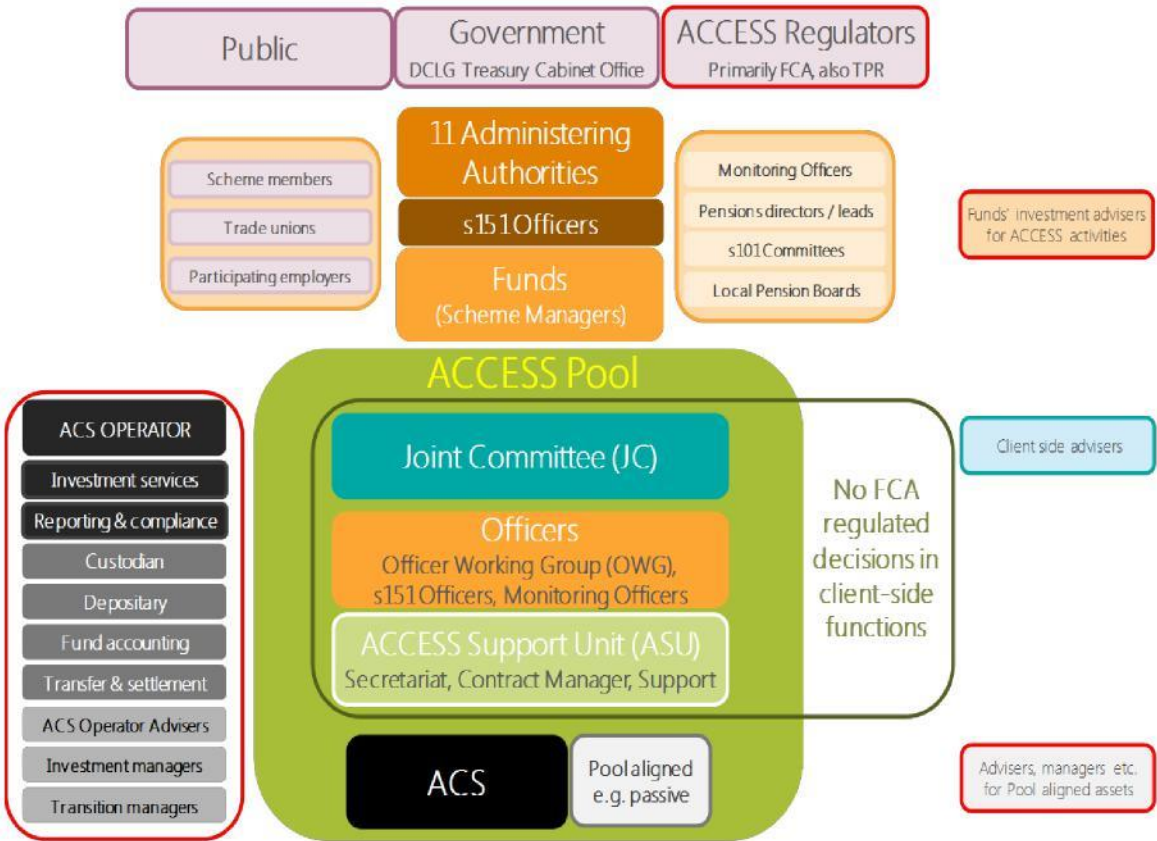 Public
Government
DCLG Treasury Cabinet Office
ACCESS Regulators
Primarily FCA, also TPR
Scheme members
Trade unions
Participating employers
11 Administering
Authorities
s151 Officers
Funds
(Scheme Managers)
Monitoring Officers
Pensions directors / leads
s101 Committees
Local Pension Boards
Funds' investment advisers
for ACCESS activities
ACS OPERATOR
Investment services
Reporting & compliance
Custodian
Depositary
Fund accounting
Transfer & settlement
ACS Operator Advisers
Investment managers
Transition managers
ACCESS Pool
Joint Committee (JC)
Officers
Officer Working Group (OWG),
s151 Officers, Monitoring Officers
ACCESS Support Unit (ASU)
Secretariat, Contract Manager, Support
No FCA
regulated
decisions in
client-side
functions
ACS
Pool aligned
e.g. passive
Client side advisers
Advisers, managers etc.
for Pool aligned assets